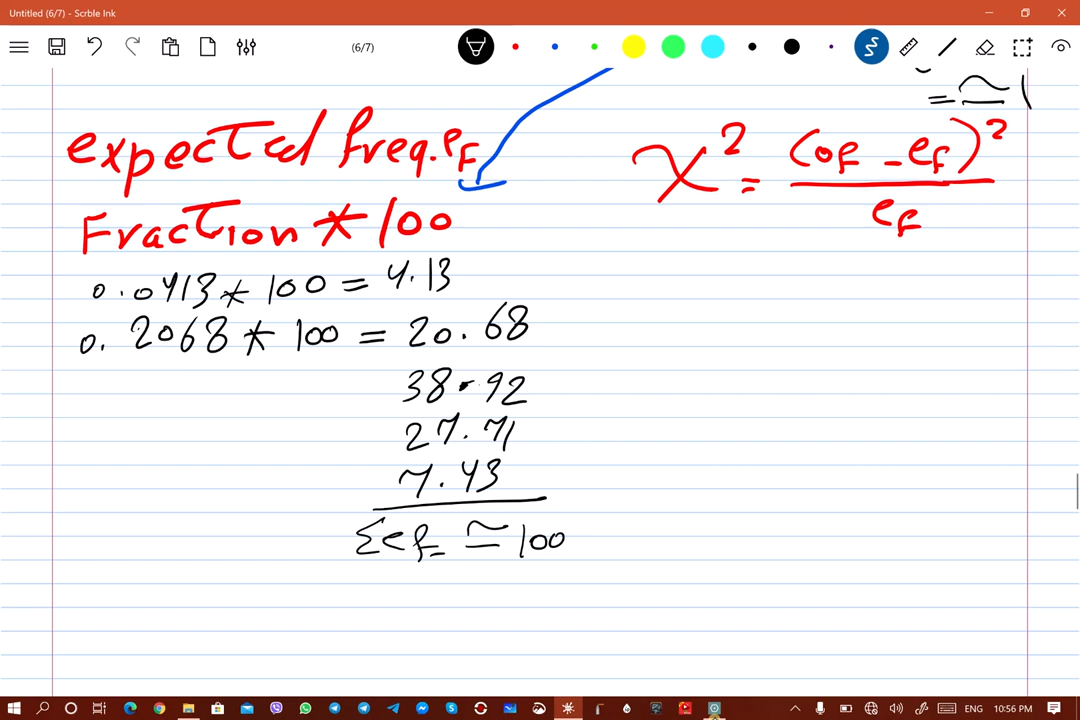 Untitled (6/7) - Scrble Ink
(6/7)
= ≃ 1
expected freq. eF
Fraction * 100
χ² = (of - ef)² / ef
0.0413 * 100 = 4.13
0.2068 * 100 = 20.68
38.92
27.71
7.43
Σef ≃ 100
ENG 10:56 PM